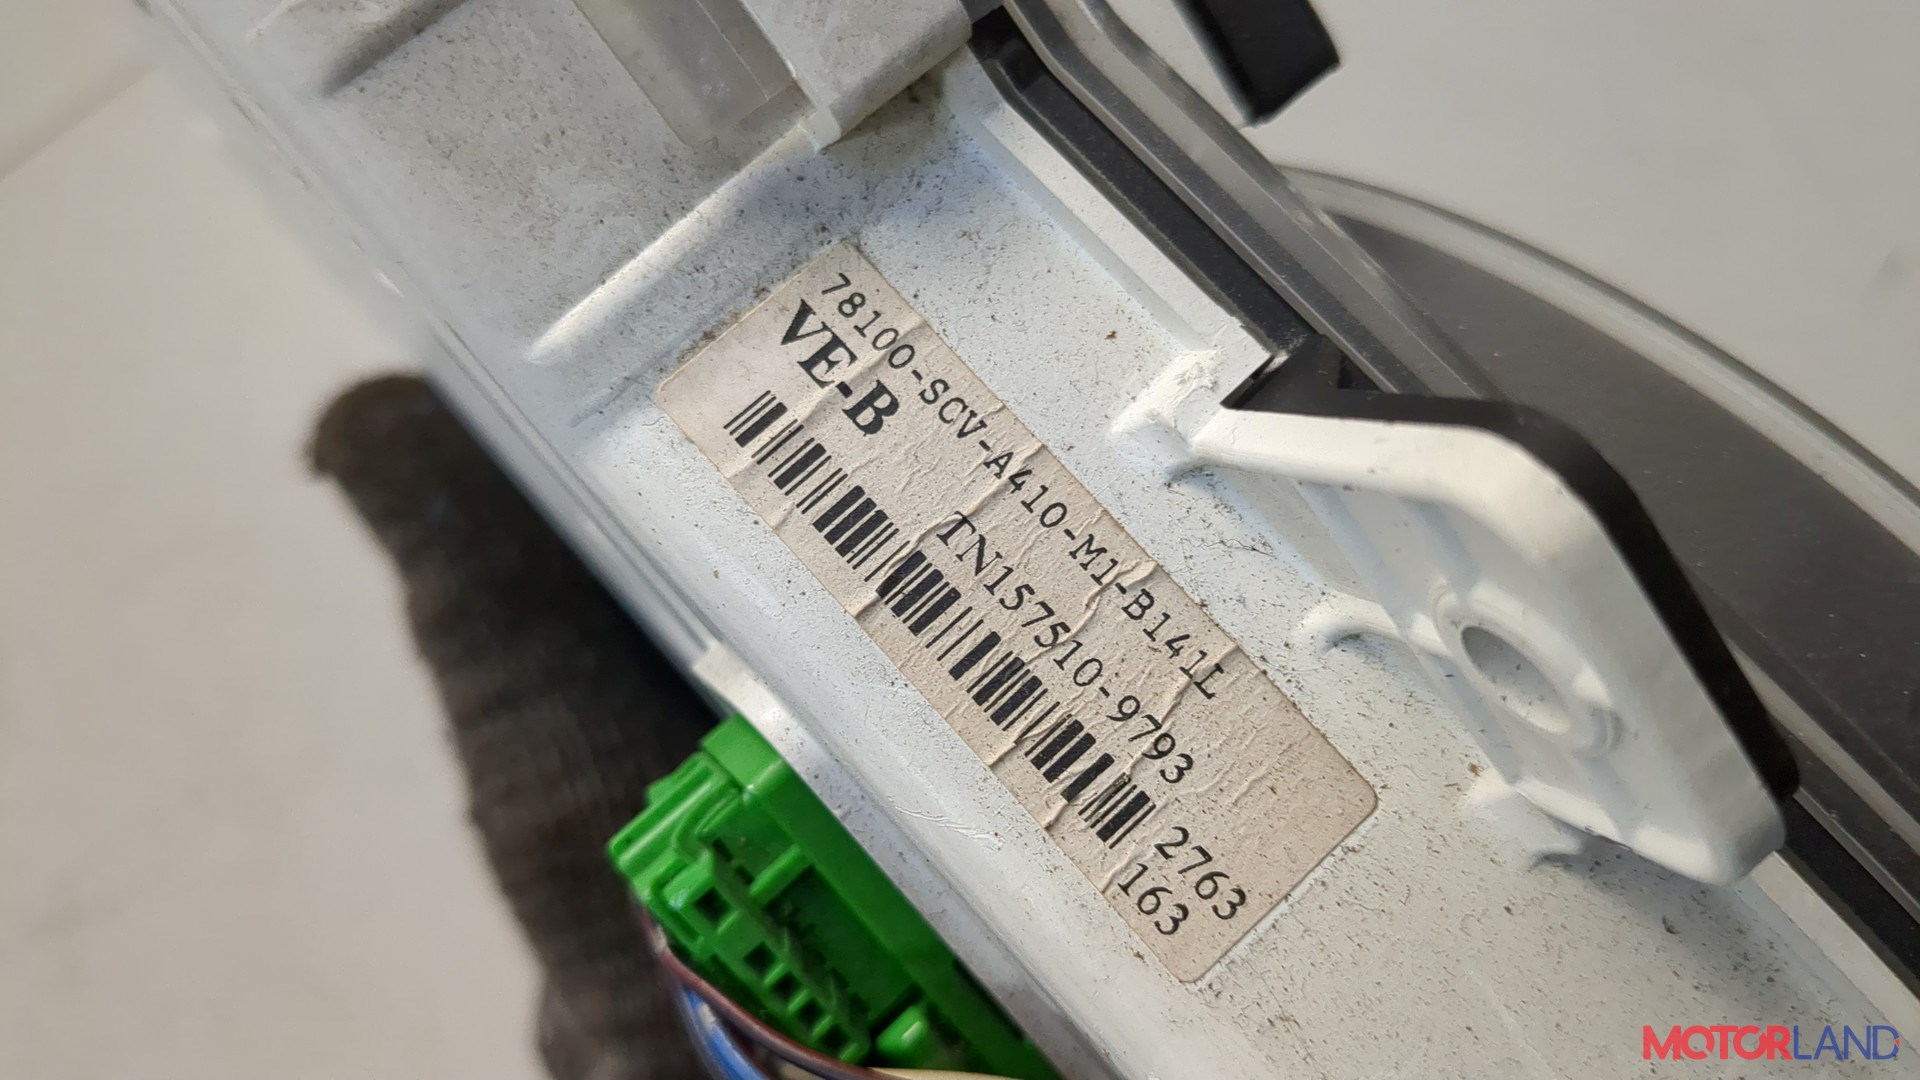 78100-SCV-A410-M1-B141L
VE-B TN157510-9793
2763
163
MOTORLAND